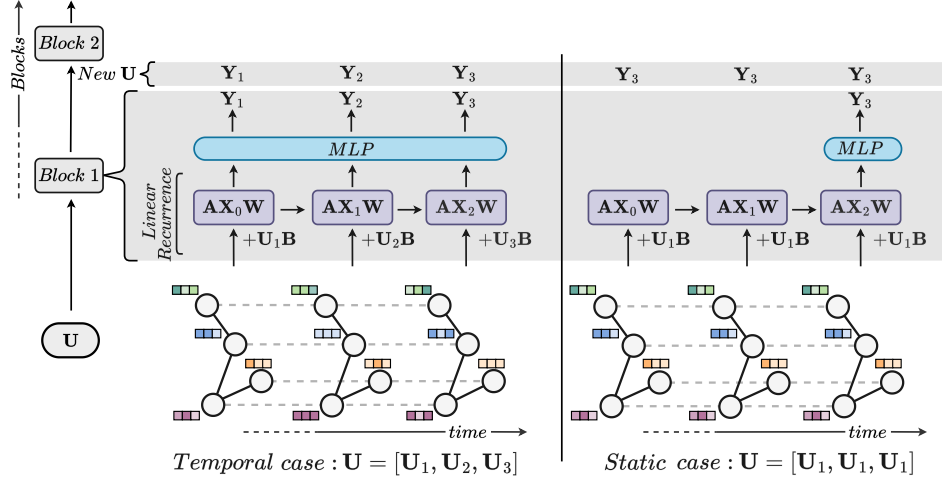 Blocks
Block 2
New U
Y₁ Y₂ Y₃ Y₃ Y₃ Y₃
Y₁ Y₂ Y₃ Y₃
MLP MLP
Block 1
Linear
Recurrence
AX₀W AX₁W AX₂W AX₀W AX₁W AX₂W
+U₁B +U₂B +U₃B +U₁B +U₁B +U₁B
U
time time
Temporal case : U = [U₁, U₂, U₃] Static case : U = [U₁, U₁, U₁]